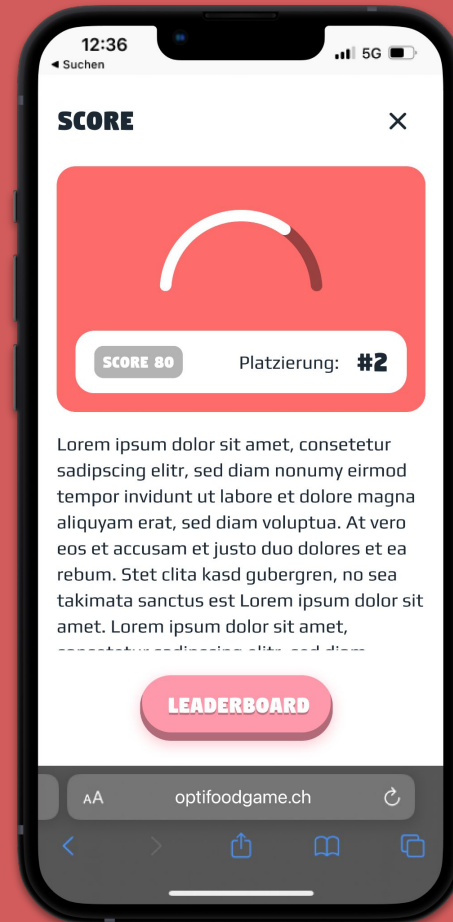 12:36
◀ Suchen
5G
SCORE
SCORE 80
Platzierung: #2
Lorem ipsum dolor sit amet, consetetur
sadipscing elitr, sed diam nonumy eirmod
tempor invidunt ut labore et dolore magna
aliquyam erat, sed diam voluptua. At vero
eos et accusam et justo duo dolores et ea
rebum. Stet clita kasd gubergren, no sea
takimata sanctus est Lorem ipsum dolor sit
amet. Lorem ipsum dolor sit amet,
LEADERBOARD
AA
optifoodgame.ch